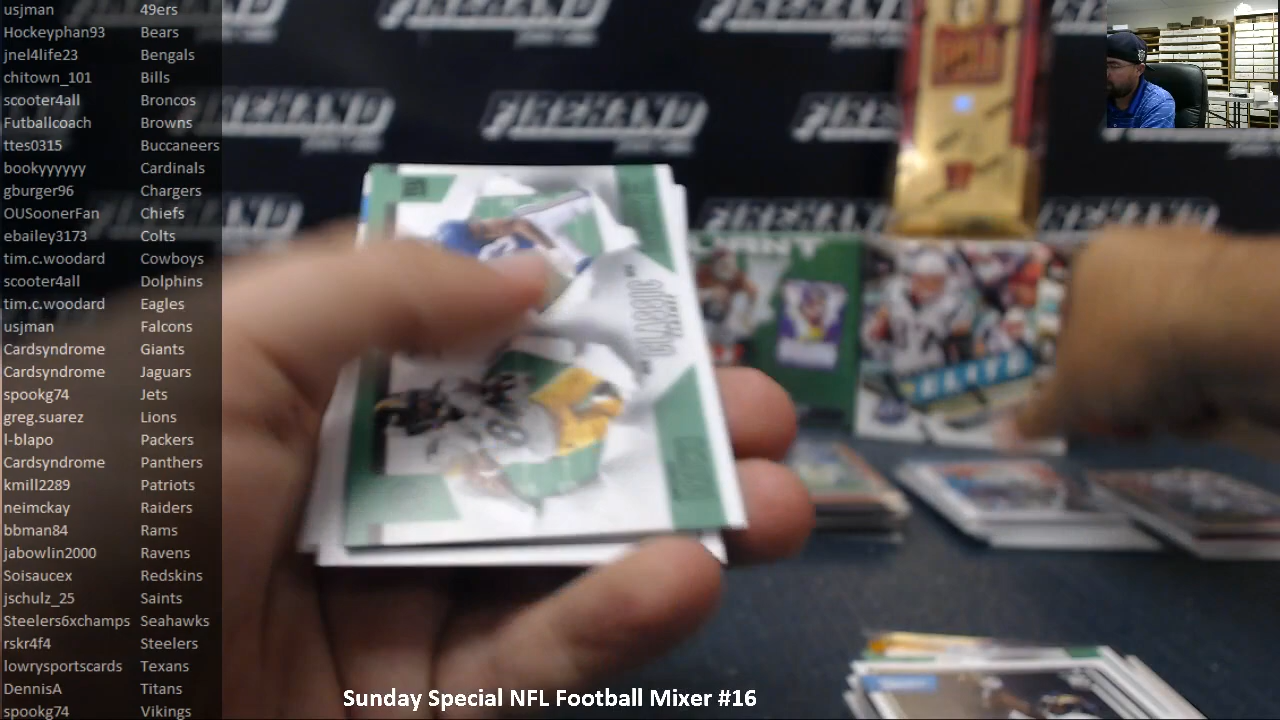 usjman 49ers
Hockeyphan93 Bears
jnel4life23 Bengals
chitown_101 Bills
scooter4all Broncos
Futballcoach Browns
ttes0315 Buccaneers
bookyyyyyy Cardinals
gburger96 Chargers
OUSoonerFan Chiefs
ebailey3173 Colts
tim.c.woodard Cowboys
scooter4all Dolphins
tim.c.woodard Eagles
usjman Falcons
Cardsyndrome Giants
Cardsyndrome Jaguars
spookg74 Jets
greg.suarez Lions
l-blapo Packers
Cardsyndrome Panthers
kmill2289 Patriots
neimckay Raiders
bbman84 Rams
jabowlin2000 Ravens
Soisaucex Redskins
jschulz_25 Saints
Steelers6xchamps Seahawks
rskr4f4 Steelers
lowrysportscards Texans
DennisA Titans
spookg74 Vikings
FIREHAND
FIREHAND
FIREHAND
ELITE
Sunday Special NFL Football Mixer #16